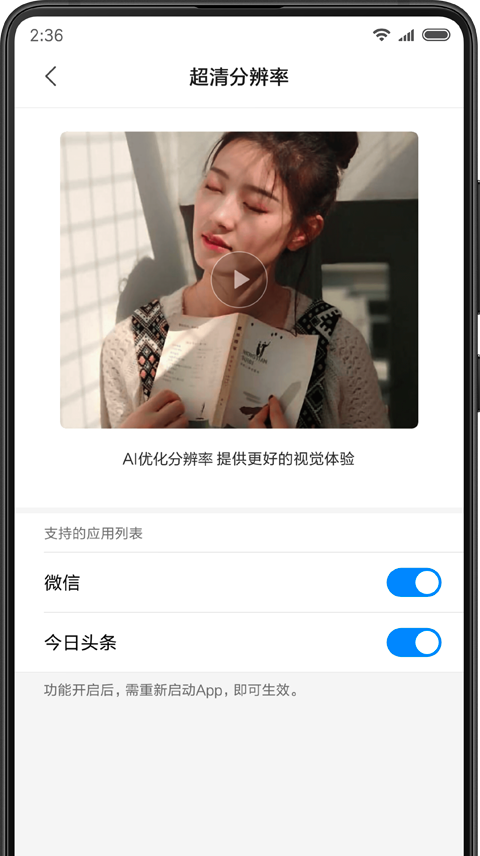 2:36
超清分辨率
AI优化分辨率 提供更好的视觉体验
支持的应用列表
微信
今日头条
功能开启后，需重新启动App，即可生效。